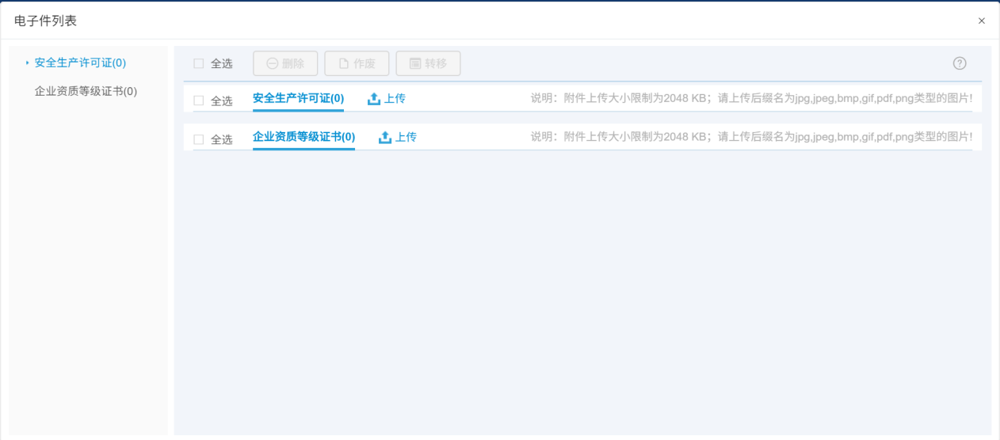 电子件列表
×
安全生产许可证(0)
企业资质等级证书(0)
全选 删除 作废 转移 ?
全选 安全生产许可证(0) 上传 说明：附件上传大小限制为2048 KB；请上传后缀名为jpg,jpeg,bmp,gif,pdf,png类型的图片!
全选 企业资质等级证书(0) 上传 说明：附件上传大小限制为2048 KB；请上传后缀名为jpg,jpeg,bmp,gif,pdf,png类型的图片!